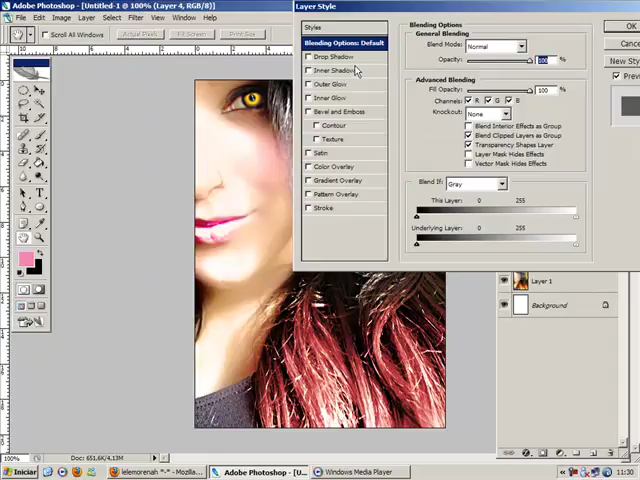 Adobe Photoshop - [Untitled-1 @ 100% (Layer 4, RGB/8)]
File Edit Image Layer Select Filter View Window Help
Scroll All Windows Actual Pixels Fit Screen Print Size
Layer Style
Styles
Blending Options: Default
Drop Shadow
Inner Shadow
Outer Glow
Inner Glow
Bevel and Emboss
Contour
Texture
Satin
Color Overlay
Gradient Overlay
Pattern Overlay
Stroke
Blending Options
General Blending
Blend Mode: Normal
Opacity: 100 %
Advanced Blending
Fill Opacity: 100 %
Channels: R G B
Knockout: None
Blend Interior Effects as Group
Blend Clipped Layers as Group
Transparency Shapes Layer
Layer Mask Hides Effects
Vector Mask Hides Effects
Blend If: Gray
This Layer: 0 255
Underlying Layer: 0 255
OK
New Sty
Previ
Layer 1
Background
100% Doc: 651.6K/4.13M
Iniciar lelemorenah *-* - Mozilla... Adobe Photoshop - [U... Windows Media Player 11:30